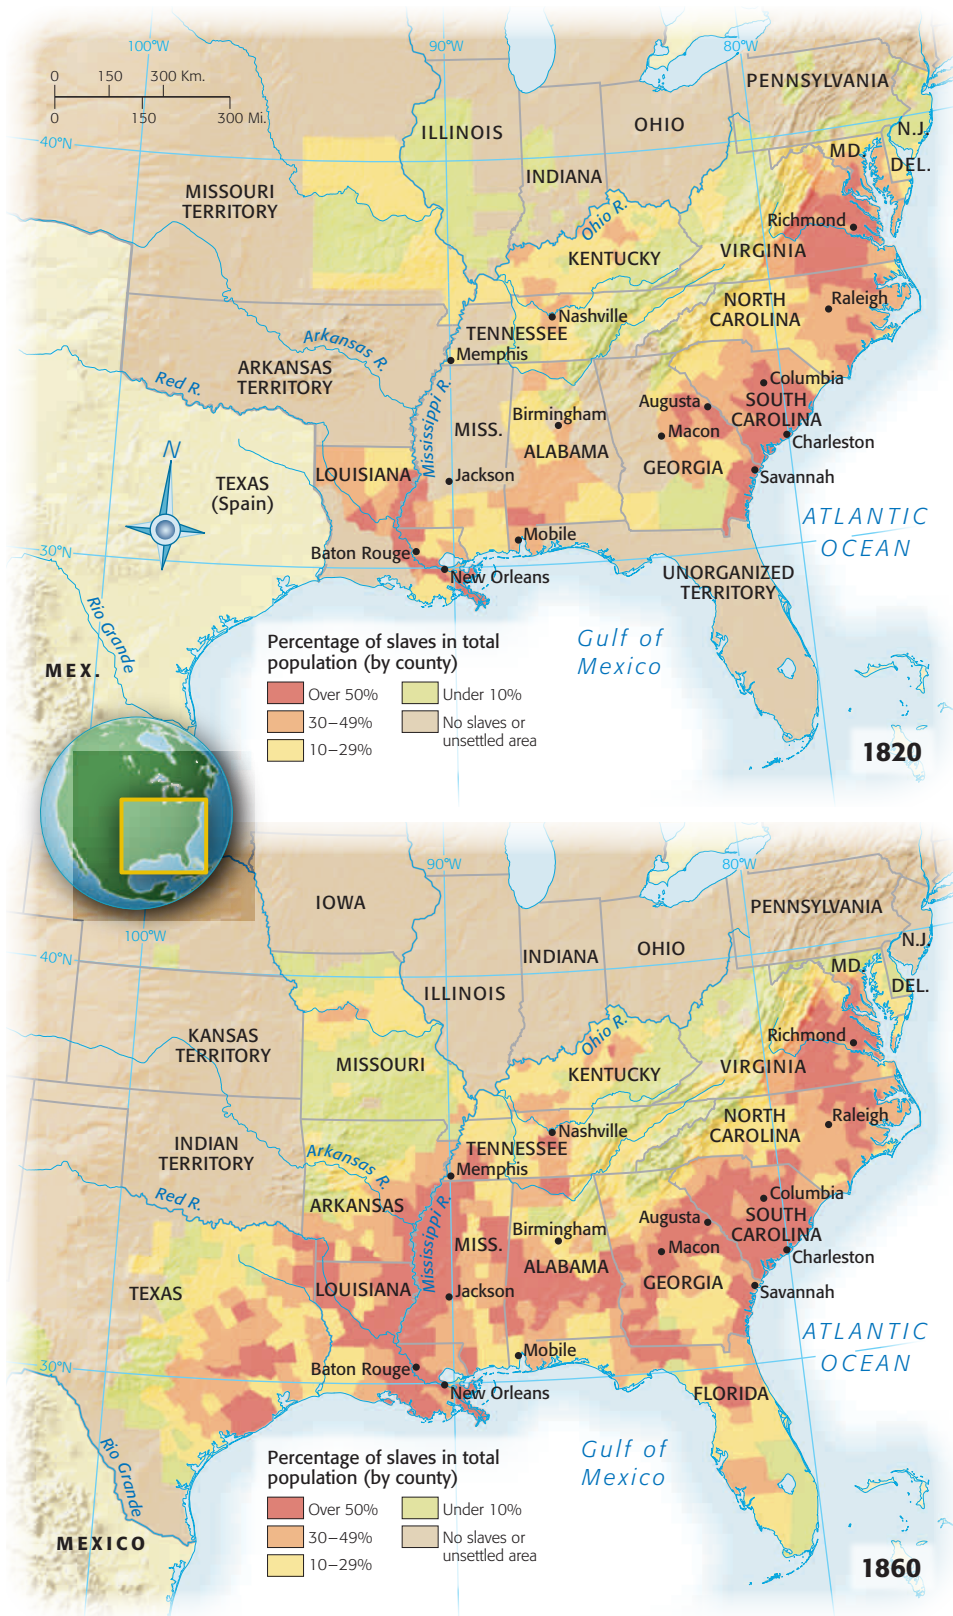 100°W
90°W
80°W
0 150 300 Km.
0 150 300 Mi.
40°N
PENNSYLVANIA
ILLINOIS
OHIO
N.J.
MD.
DEL.
INDIANA
MISSOURI
TERRITORY
Ohio R.
Richmond
KENTUCKY
VIRGINIA
NORTH
CAROLINA
Raleigh
Nashville
TENNESSEE
Memphis
Arkansas R.
ARKANSAS
TERRITORY
Red R.
Mississippi R.
Columbia
SOUTH
CAROLINA
Augusta
Birmingham
MISS.
Macon
Charleston
ALABAMA
GEORGIA
N
LOUISIANA
Jackson
Savannah
TEXAS
(Spain)
ATLANTIC
OCEAN
30°N
Mobile
Baton Rouge
New Orleans
UNORGANIZED
TERRITORY
Rio Grande
MEX.
Gulf of
Mexico
Percentage of slaves in total
population (by county)
Over 50%
30–49%
10–29%
Under 10%
No slaves or
unsettled area
1820
90°W
80°W
100°W
40°N
IOWA
PENNSYLVANIA
INDIANA
OHIO
N.J.
MD.
DEL.
ILLINOIS
Ohio R.
Richmond
KANSAS
TERRITORY
MISSOURI
KENTUCKY
VIRGINIA
NORTH
CAROLINA
Raleigh
Nashville
INDIAN
TERRITORY
TENNESSEE
Memphis
Arkansas R.
Red R.
ARKANSAS
Mississippi R.
Columbia
SOUTH
CAROLINA
Augusta
Birmingham
MISS.
Macon
Charleston
ALABAMA
GEORGIA
TEXAS
LOUISIANA
Jackson
Savannah
ATLANTIC
OCEAN
30°N
Mobile
Baton Rouge
New Orleans
FLORIDA
Rio Grande
MEXICO
Gulf of
Mexico
Percentage of slaves in total
population (by county)
Over 50%
30–49%
10–29%
Under 10%
No slaves or
unsettled area
1860